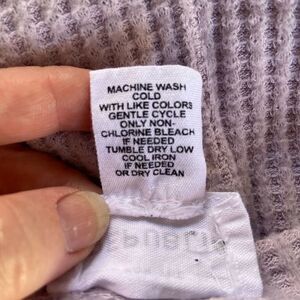 MACHINE WASH
COLD
WITH LIKE COLORS
GENTLE CYCLE
ONLY NON-
CHLORINE BLEACH
IF NEEDED
TUMBLE DRY LOW
COOL IRON
IF NEEDED
OR DRY CLEAN